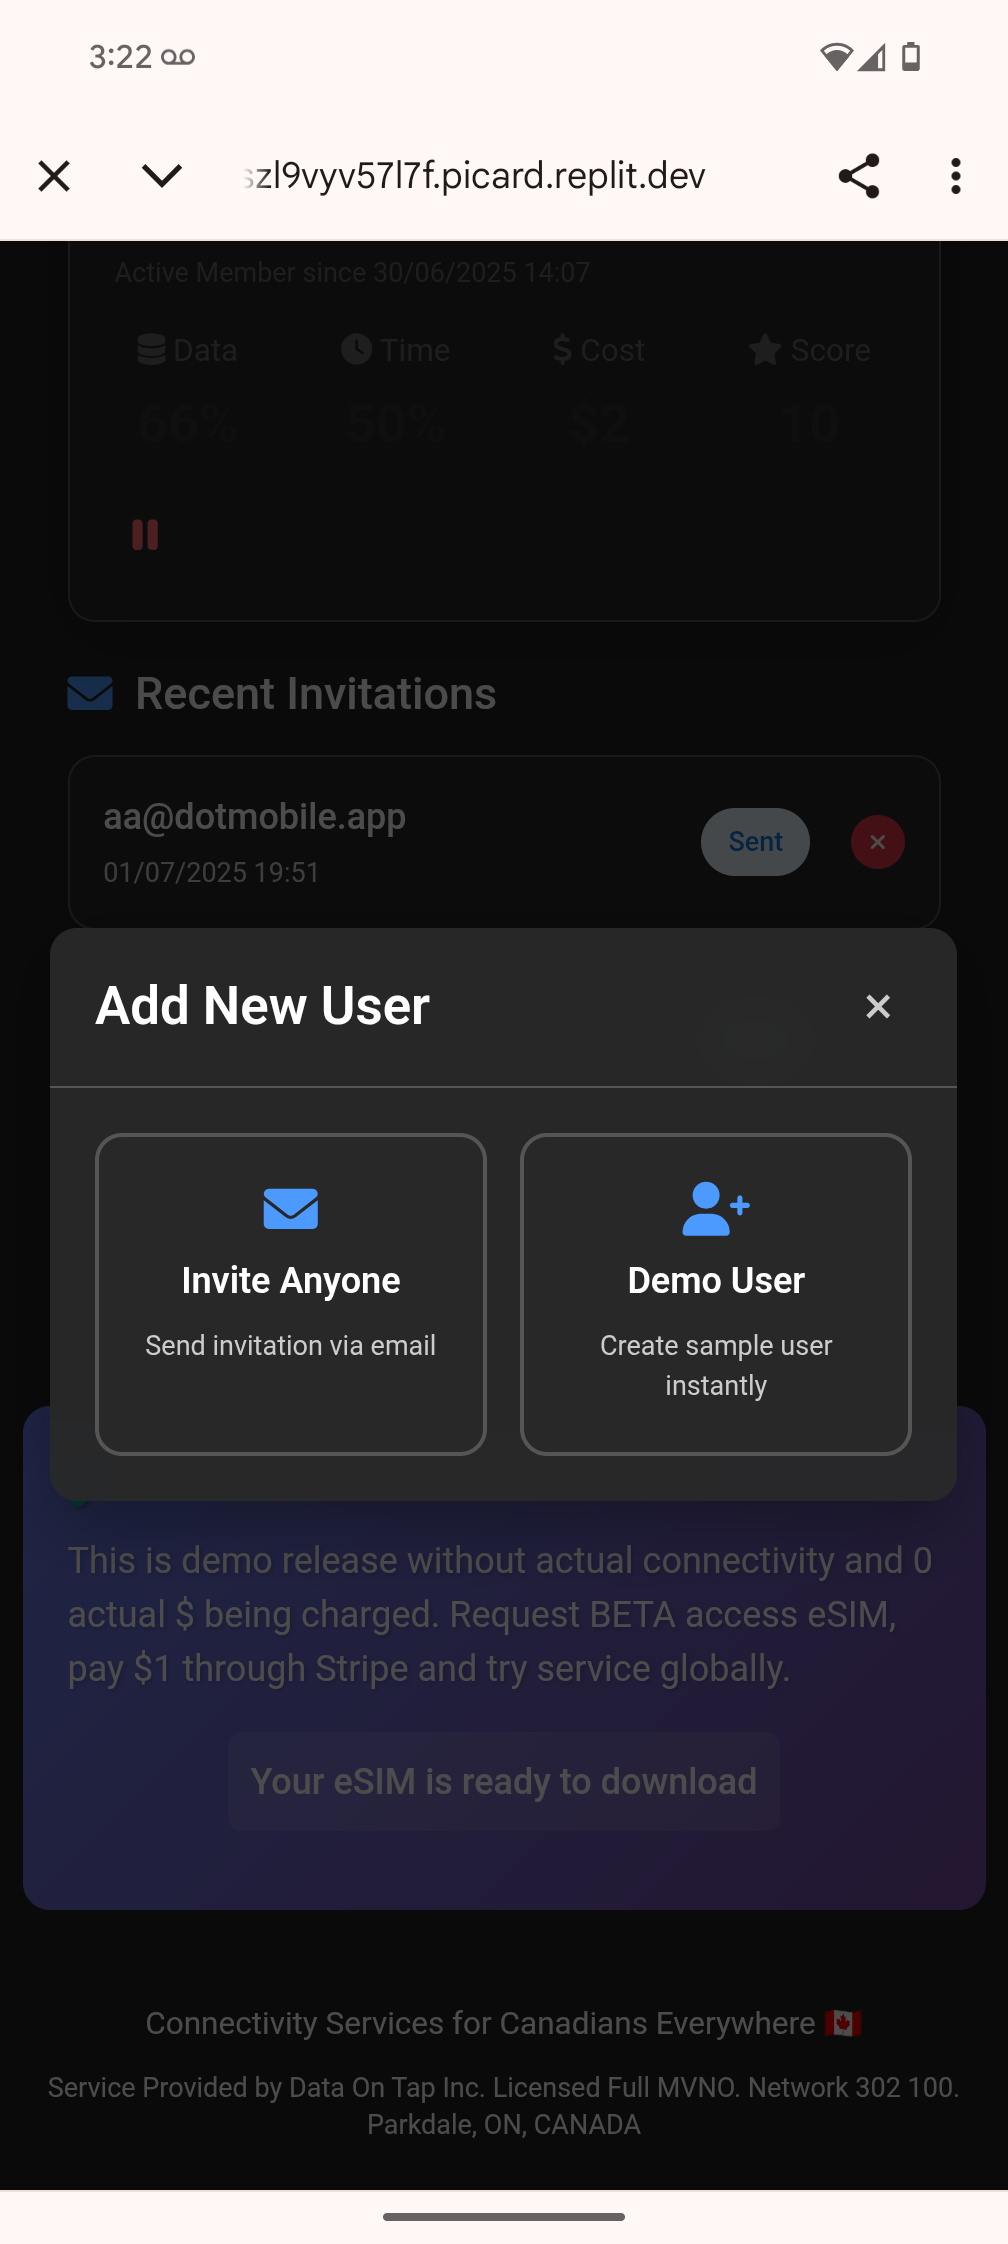 3:22
szl9vyv57l7f.picard.replit.dev
Active Member since 30/06/2025 14:07
Data Time Cost Score
66% 50% $2 10
Recent Invitations
aa@dotmobile.app
Sent
01/07/2025 19:51
Add New User
Invite Anyone
Send invitation via email
Demo User
Create sample user
instantly
This is demo release without actual connectivity and 0
actual $ being charged. Request BETA access eSIM,
pay $1 through Stripe and try service globally.
Your eSIM is ready to download
Connectivity Services for Canadians Everywhere 🇨🇦
Service Provided by Data On Tap Inc. Licensed Full MVNO. Network 302 100.
Parkdale, ON, CANADA